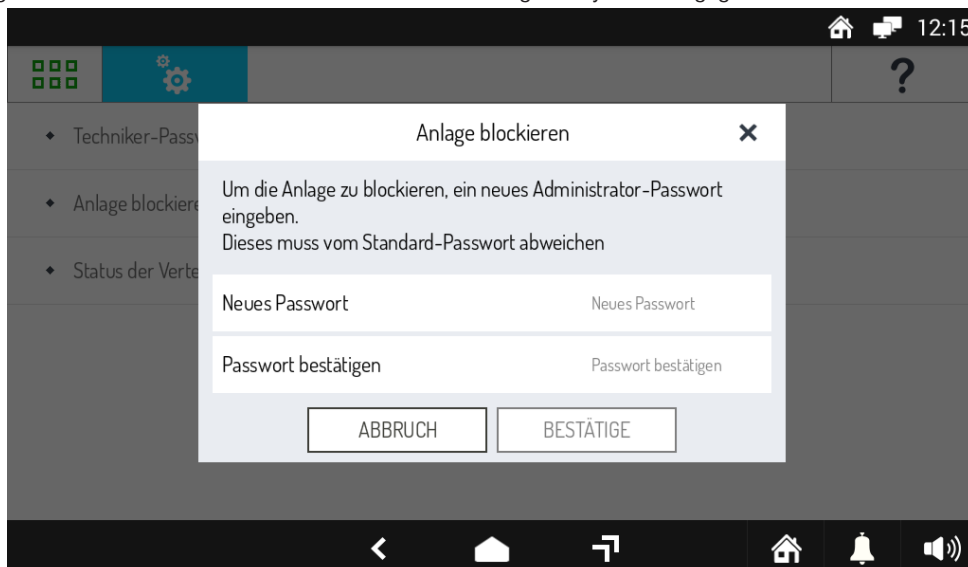 12:15
?
Techniker-Passw
Anlage blockieren
Anlage blockiere
Um die Anlage zu blockieren, ein neues Administrator-Passwort
eingeben.
Dieses muss vom Standard-Passwort abweichen
Status der Verte
Neues Passwort Neues Passwort
Passwort bestätigen Passwort bestätigen
ABBRUCH BESTÄTIGE